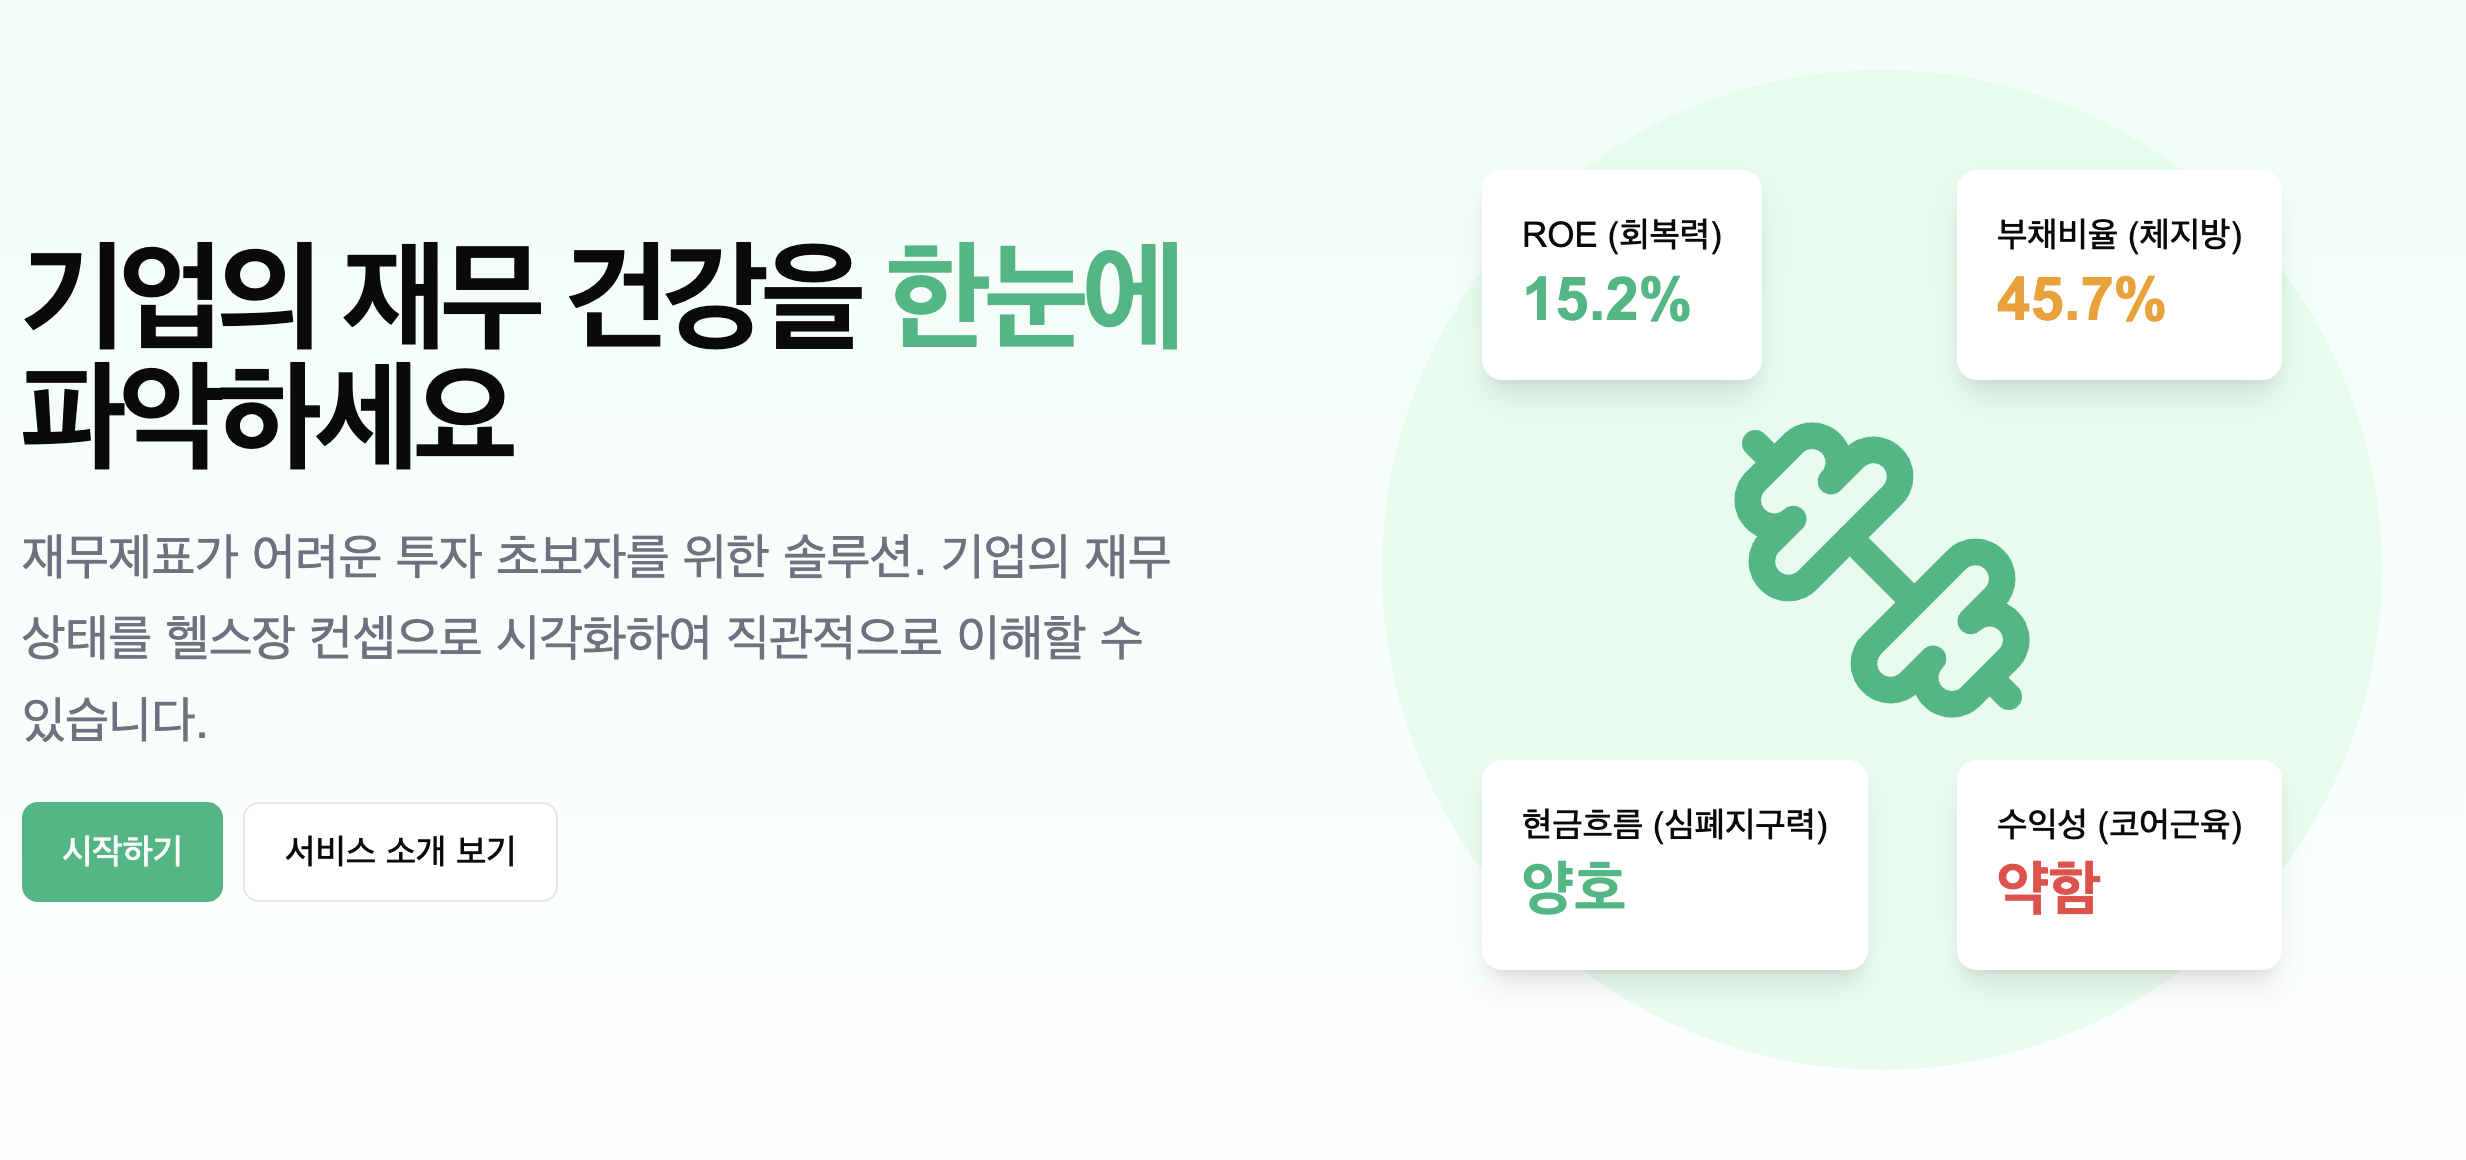 기업의 재무 건강을 한눈에
파악하세요
재무제표가 어려운 투자 초보자를 위한 솔루션. 기업의 재무
상태를 헬스장 컨셉으로 시각화하여 직관적으로 이해할 수
있습니다.
시작하기
서비스 소개 보기
ROE (회복력)
15.2%
부채비율 (체지방)
45.7%
현금흐름 (심폐지구력)
양호
수익성 (코어근육)
약함